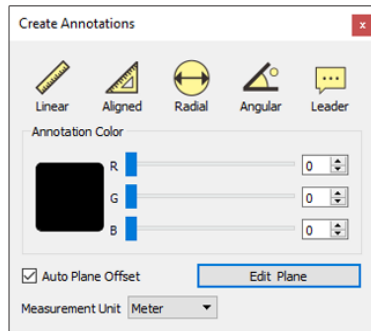 Create Annotations
x
Linear Aligned Radial Angular Leader
Annotation Color
R 0
G 0
B 0
Auto Plane Offset Edit Plane
Measurement Unit Meter